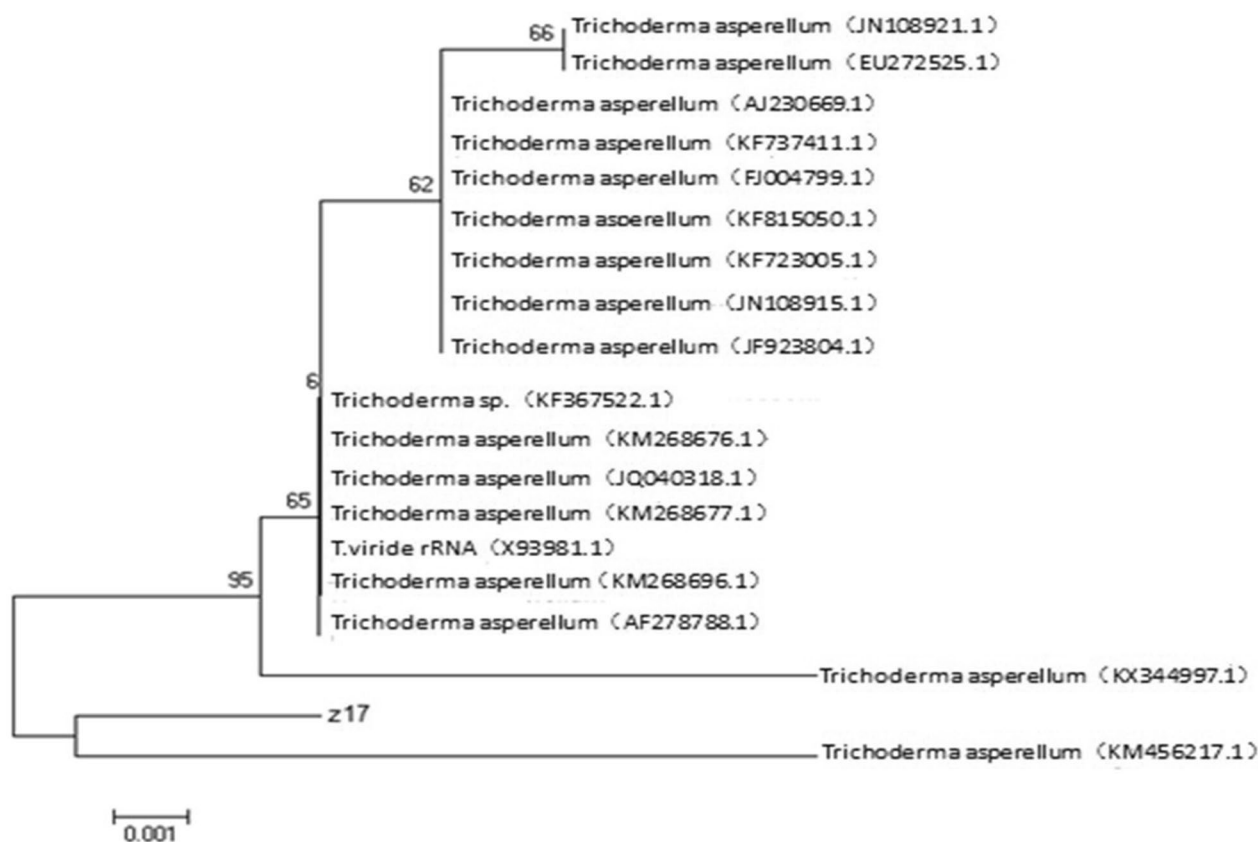 66
Trichoderma asperellum (JN108921.1)
Trichoderma asperellum (EU272525.1)
Trichoderma asperellum (AJ230669.1)
Trichoderma asperellum (KF737411.1)
62
Trichoderma asperellum (FJ004799.1)
Trichoderma asperellum (KF815050.1)
Trichoderma asperellum (KF723005.1)
Trichoderma asperellum (JN108915.1)
Trichoderma asperellum (JF923804.1)
6
Trichoderma sp. (KF367522.1)
Trichoderma asperellum (KM268676.1)
Trichoderma asperellum (JQ040318.1)
65
Trichoderma asperellum (KM268677.1)
T.viride rRNA (X93981.1)
95
Trichoderma asperellum (KM268696.1)
Trichoderma asperellum (AF278788.1)
Trichoderma asperellum (KX344997.1)
z17
Trichoderma asperellum (KM456217.1)
0.001